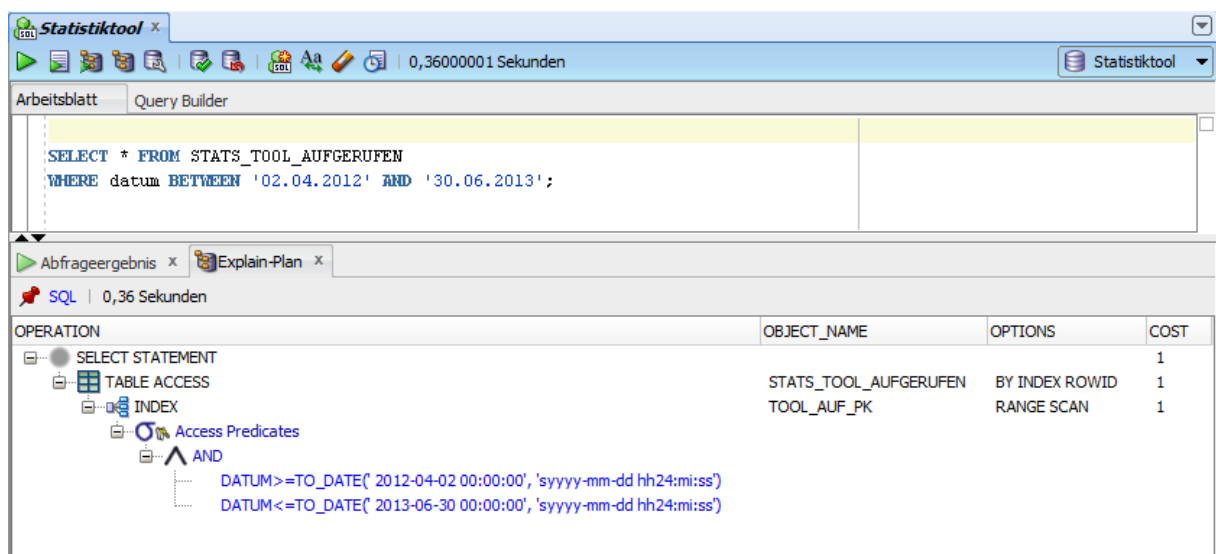 Statistiktool x
0,36000001 Sekunden
Statistiktool
Arbeitsblatt Query Builder
SELECT * FROM STATS_TOOL_AUFGERUFEN
WHERE datum BETWEEN '02.04.2012' AND '30.06.2013';
Abfrageergebnis x Explain-Plan x
SQL | 0,36 Sekunden
OPERATION OBJECT_NAME OPTIONS COST
SELECT STATEMENT 1
TABLE ACCESS STATS_TOOL_AUFGERUFEN BY INDEX ROWID 1
INDEX TOOL_AUF_PK RANGE SCAN 1
Access Predicates
AND
DATUM>=TO_DATE(' 2012-04-02 00:00:00', 'syyyy-mm-dd hh24:mi:ss')
DATUM<=TO_DATE(' 2013-06-30 00:00:00', 'syyyy-mm-dd hh24:mi:ss')